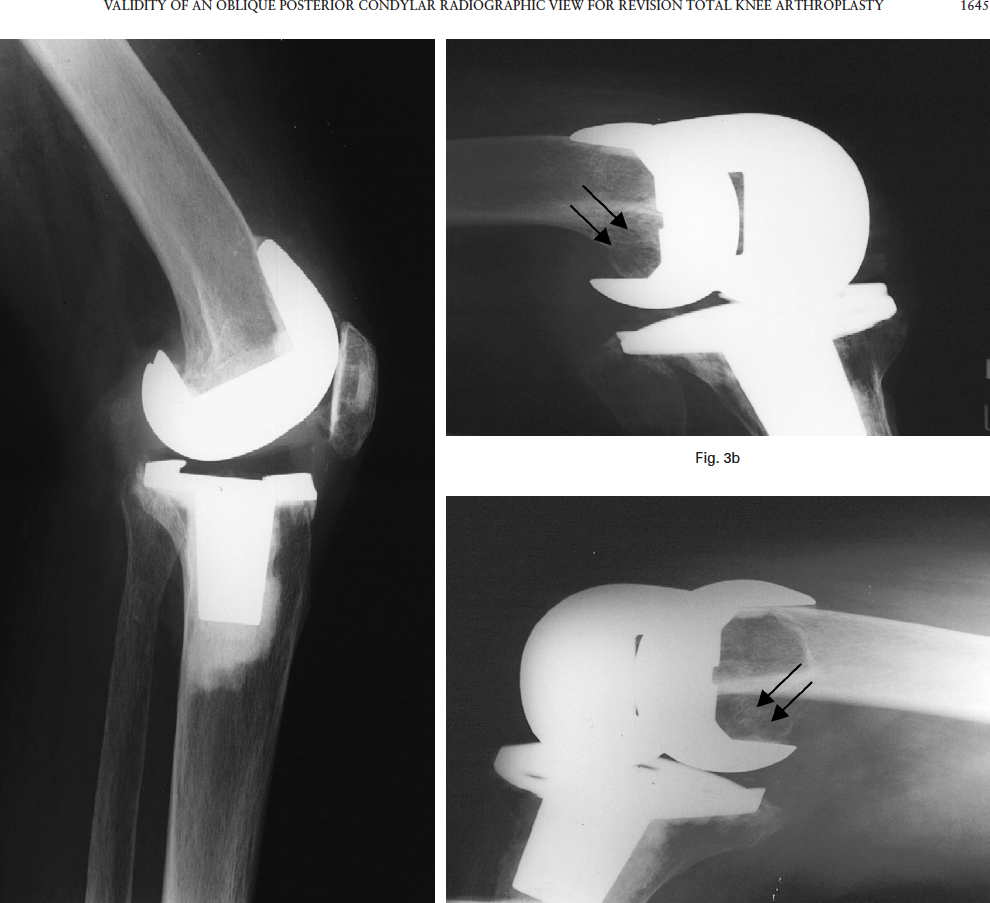 VALIDITY OF AN OBLIQUE POSTERIOR CONDYLAR RADIOGRAPHIC VIEW FOR REVISION TOTAL KNEE ARTHROPLASTY 1645
Fig. 3b